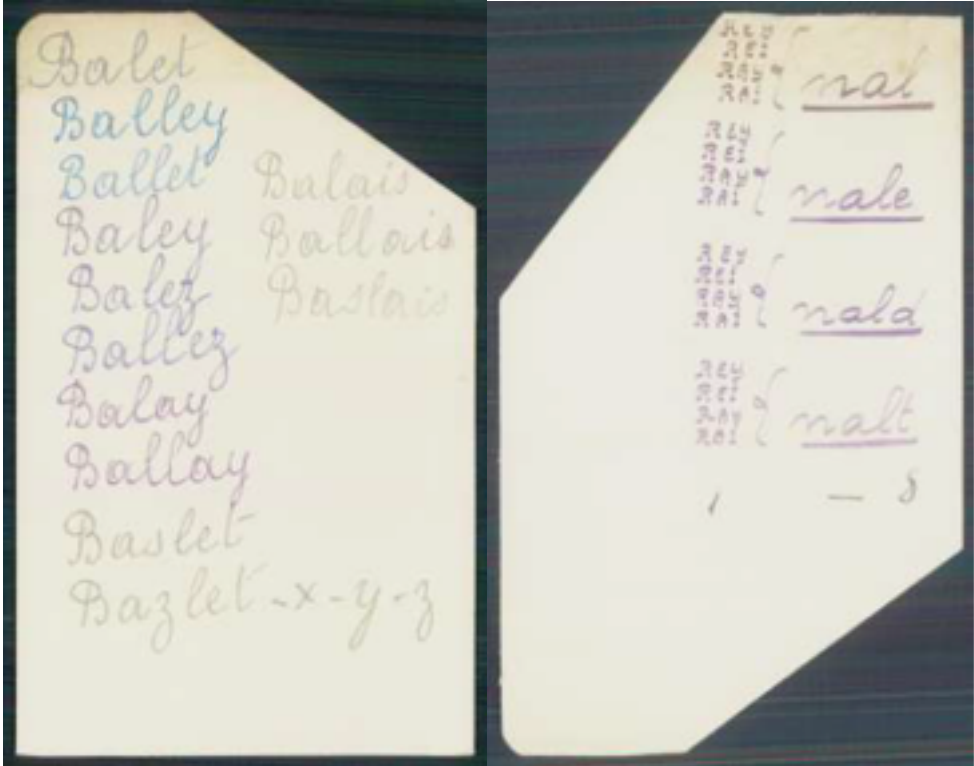 Balet
Balley
Ballet Balais
Baley Ballais
Balez Baslais
Ballez
Balay
Ballay
Baslet
Bazlet-x-y-z
REY
REI
RAY
RAI
nal
REY
REI
RAY
RAI
nale
REY
REI
RAY
RAI
nald
REY
REI
RAY
RAI
nalt
1 — 8